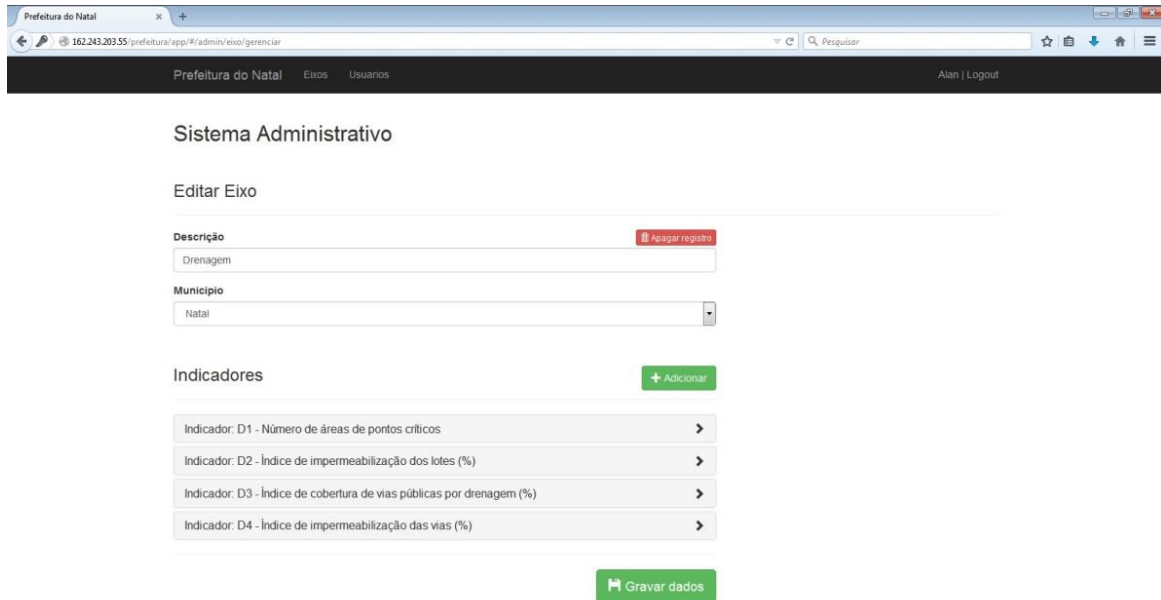 Prefeitura do Natal
162.243.203.55/prefeitura/app/#/admin/eixo/gerenciar
Pesquisar
Prefeitura do Natal Eixos Usuarios Alan | Logout
Sistema Administrativo
Editar Eixo
Descrição Apagar registro
Drenagem
Municipio
Natal
Indicadores + Adicionar
Indicador: D1 - Número de áreas de pontos críticos
Indicador: D2 - Ìndice de impermeabilização dos lotes (%)
Indicador: D3 - Ìndice de cobertura de vias públicas por drenagem (%)
Indicador: D4 - Ìndice de impermeabilização das vias (%)
Gravar dados